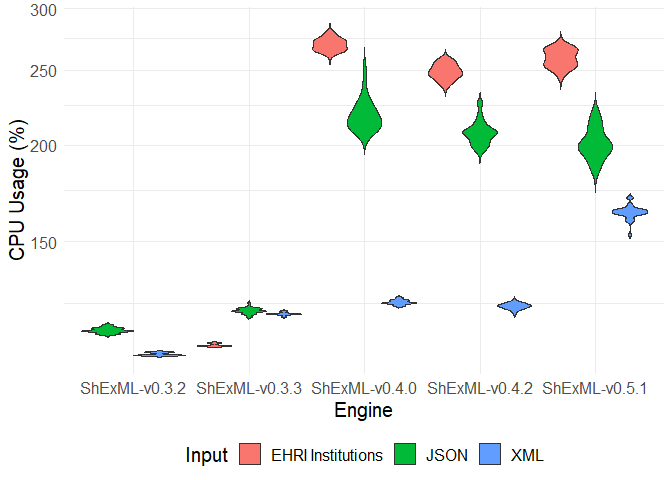 300
250
200
150
CPU Usage (%)
ShExML-v0.3.2 ShExML-v0.3.3 ShExML-v0.4.0 ShExML-v0.4.2 ShExML-v0.5.1
Engine
Input EHRI Institutions JSON XML